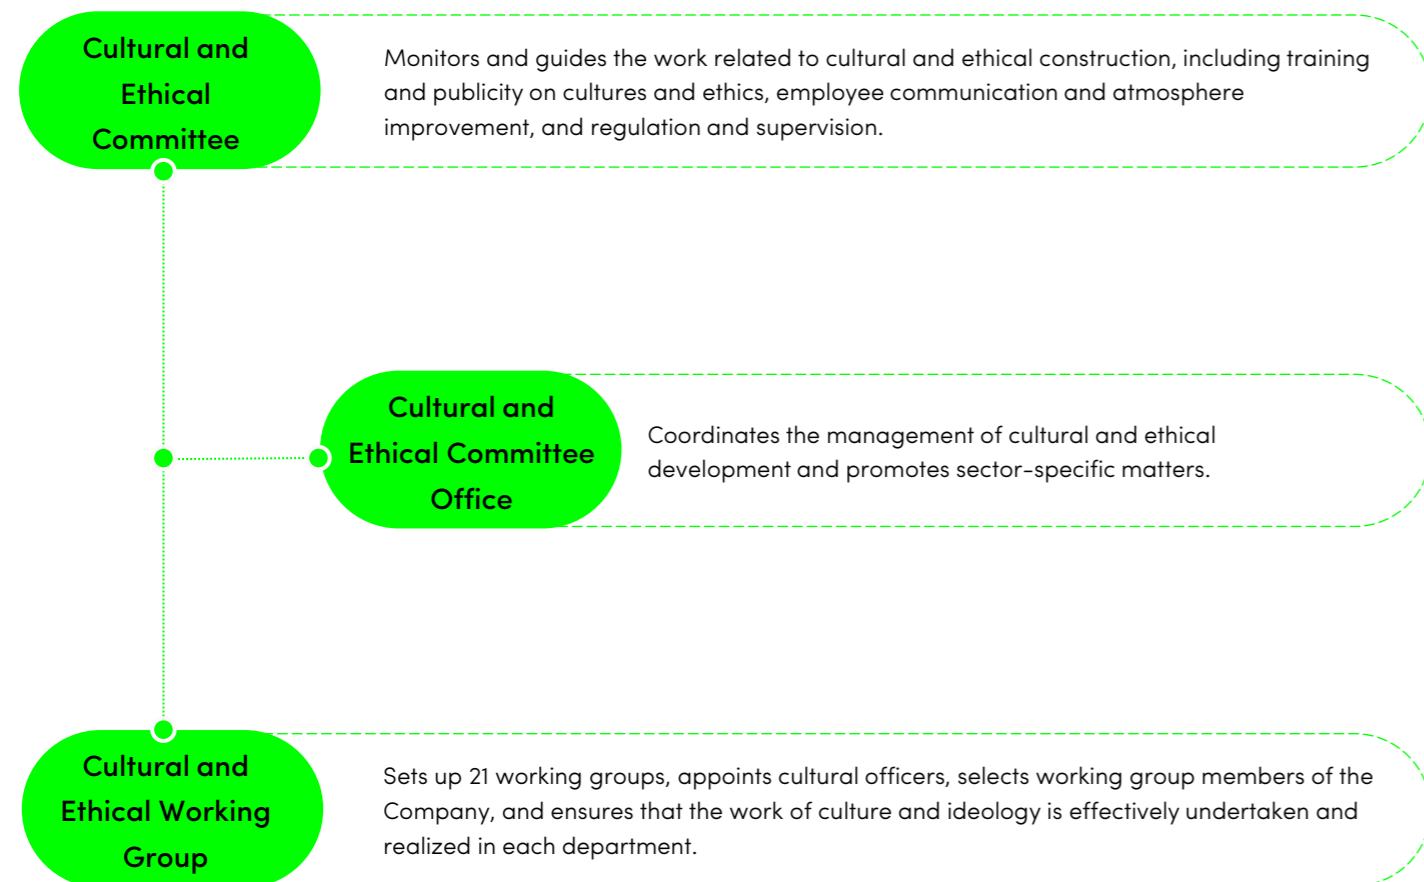 Cultural and
Ethical
Committee
Monitors and guides the work related to cultural and ethical construction, including training
and publicity on cultures and ethics, employee communication and atmosphere
improvement, and regulation and supervision.
Cultural and
Ethical Committee
Office
Coordinates the management of cultural and ethical
development and promotes sector-specific matters.
Cultural and
Ethical Working
Group
Sets up 21 working groups, appoints cultural officers, selects working group members of the
Company, and ensures that the work of culture and ideology is effectively undertaken and
realized in each department.